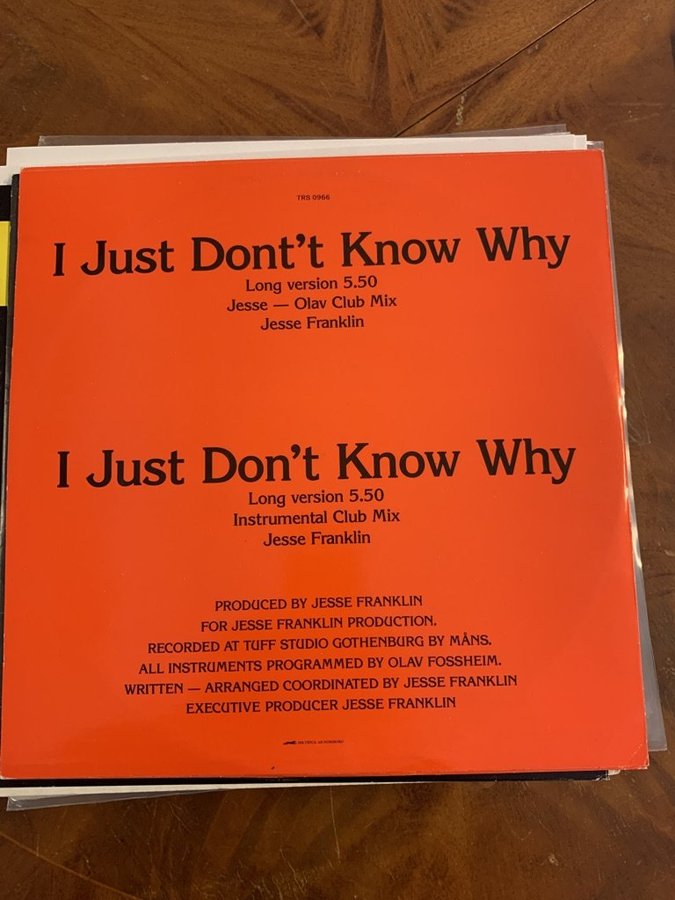 TRS 0966
I Just Dont't Know Why
Long version 5.50
Jesse — Olav Club Mix
Jesse Franklin
I Just Don't Know Why
Long version 5.50
Instrumental Club Mix
Jesse Franklin
PRODUCED BY JESSE FRANKLIN
FOR JESSE FRANKLIN PRODUCTION.
RECORDED AT TUFF STUDIO GOTHENBURG BY MÅNS.
ALL INSTRUMENTS PROGRAMMED BY OLAV FOSSHEIM.
WRITTEN — ARRANGED COORDINATED BY JESSE FRANKLIN
EXECUTIVE PRODUCER JESSE FRANKLIN